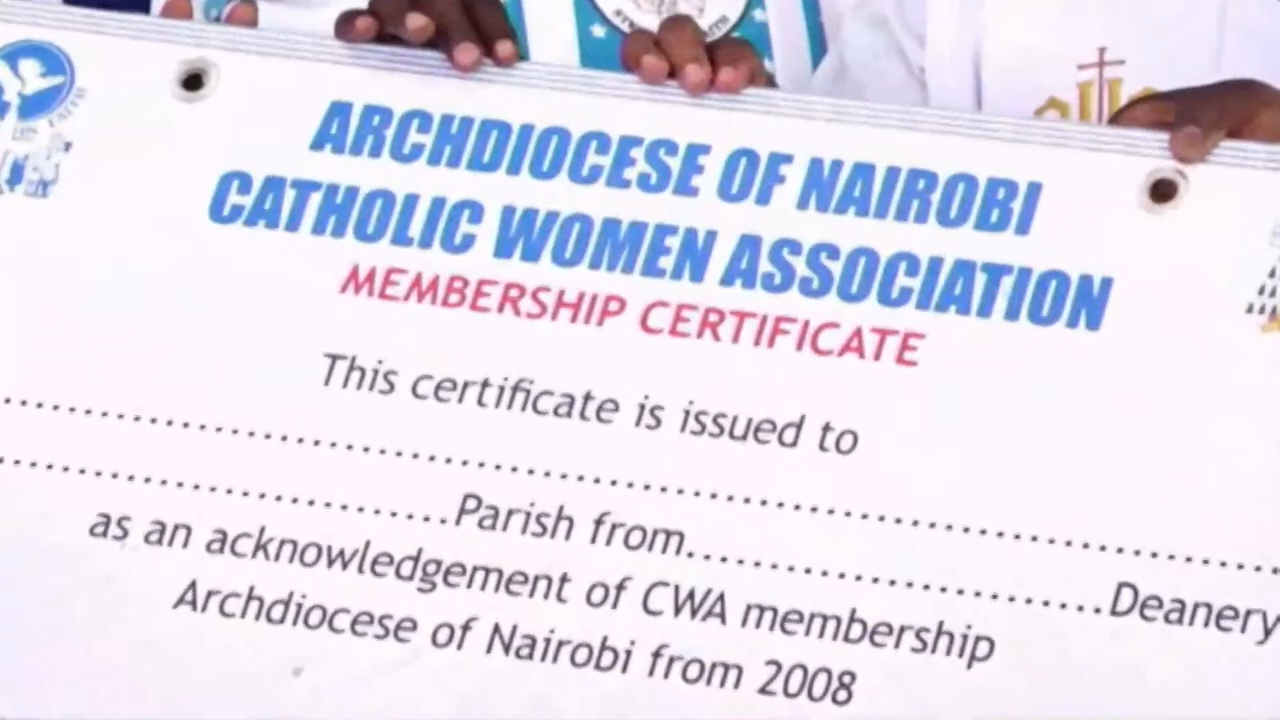 ARCHDIOCESE OF NAIROBI
CATHOLIC WOMEN ASSOCIATION
MEMBERSHIP CERTIFICATE
This certificate is issued to
................................................................................
..............................Parish from..............................Deanery
as an acknowledgement of CWA membership
Archdiocese of Nairobi from 2008